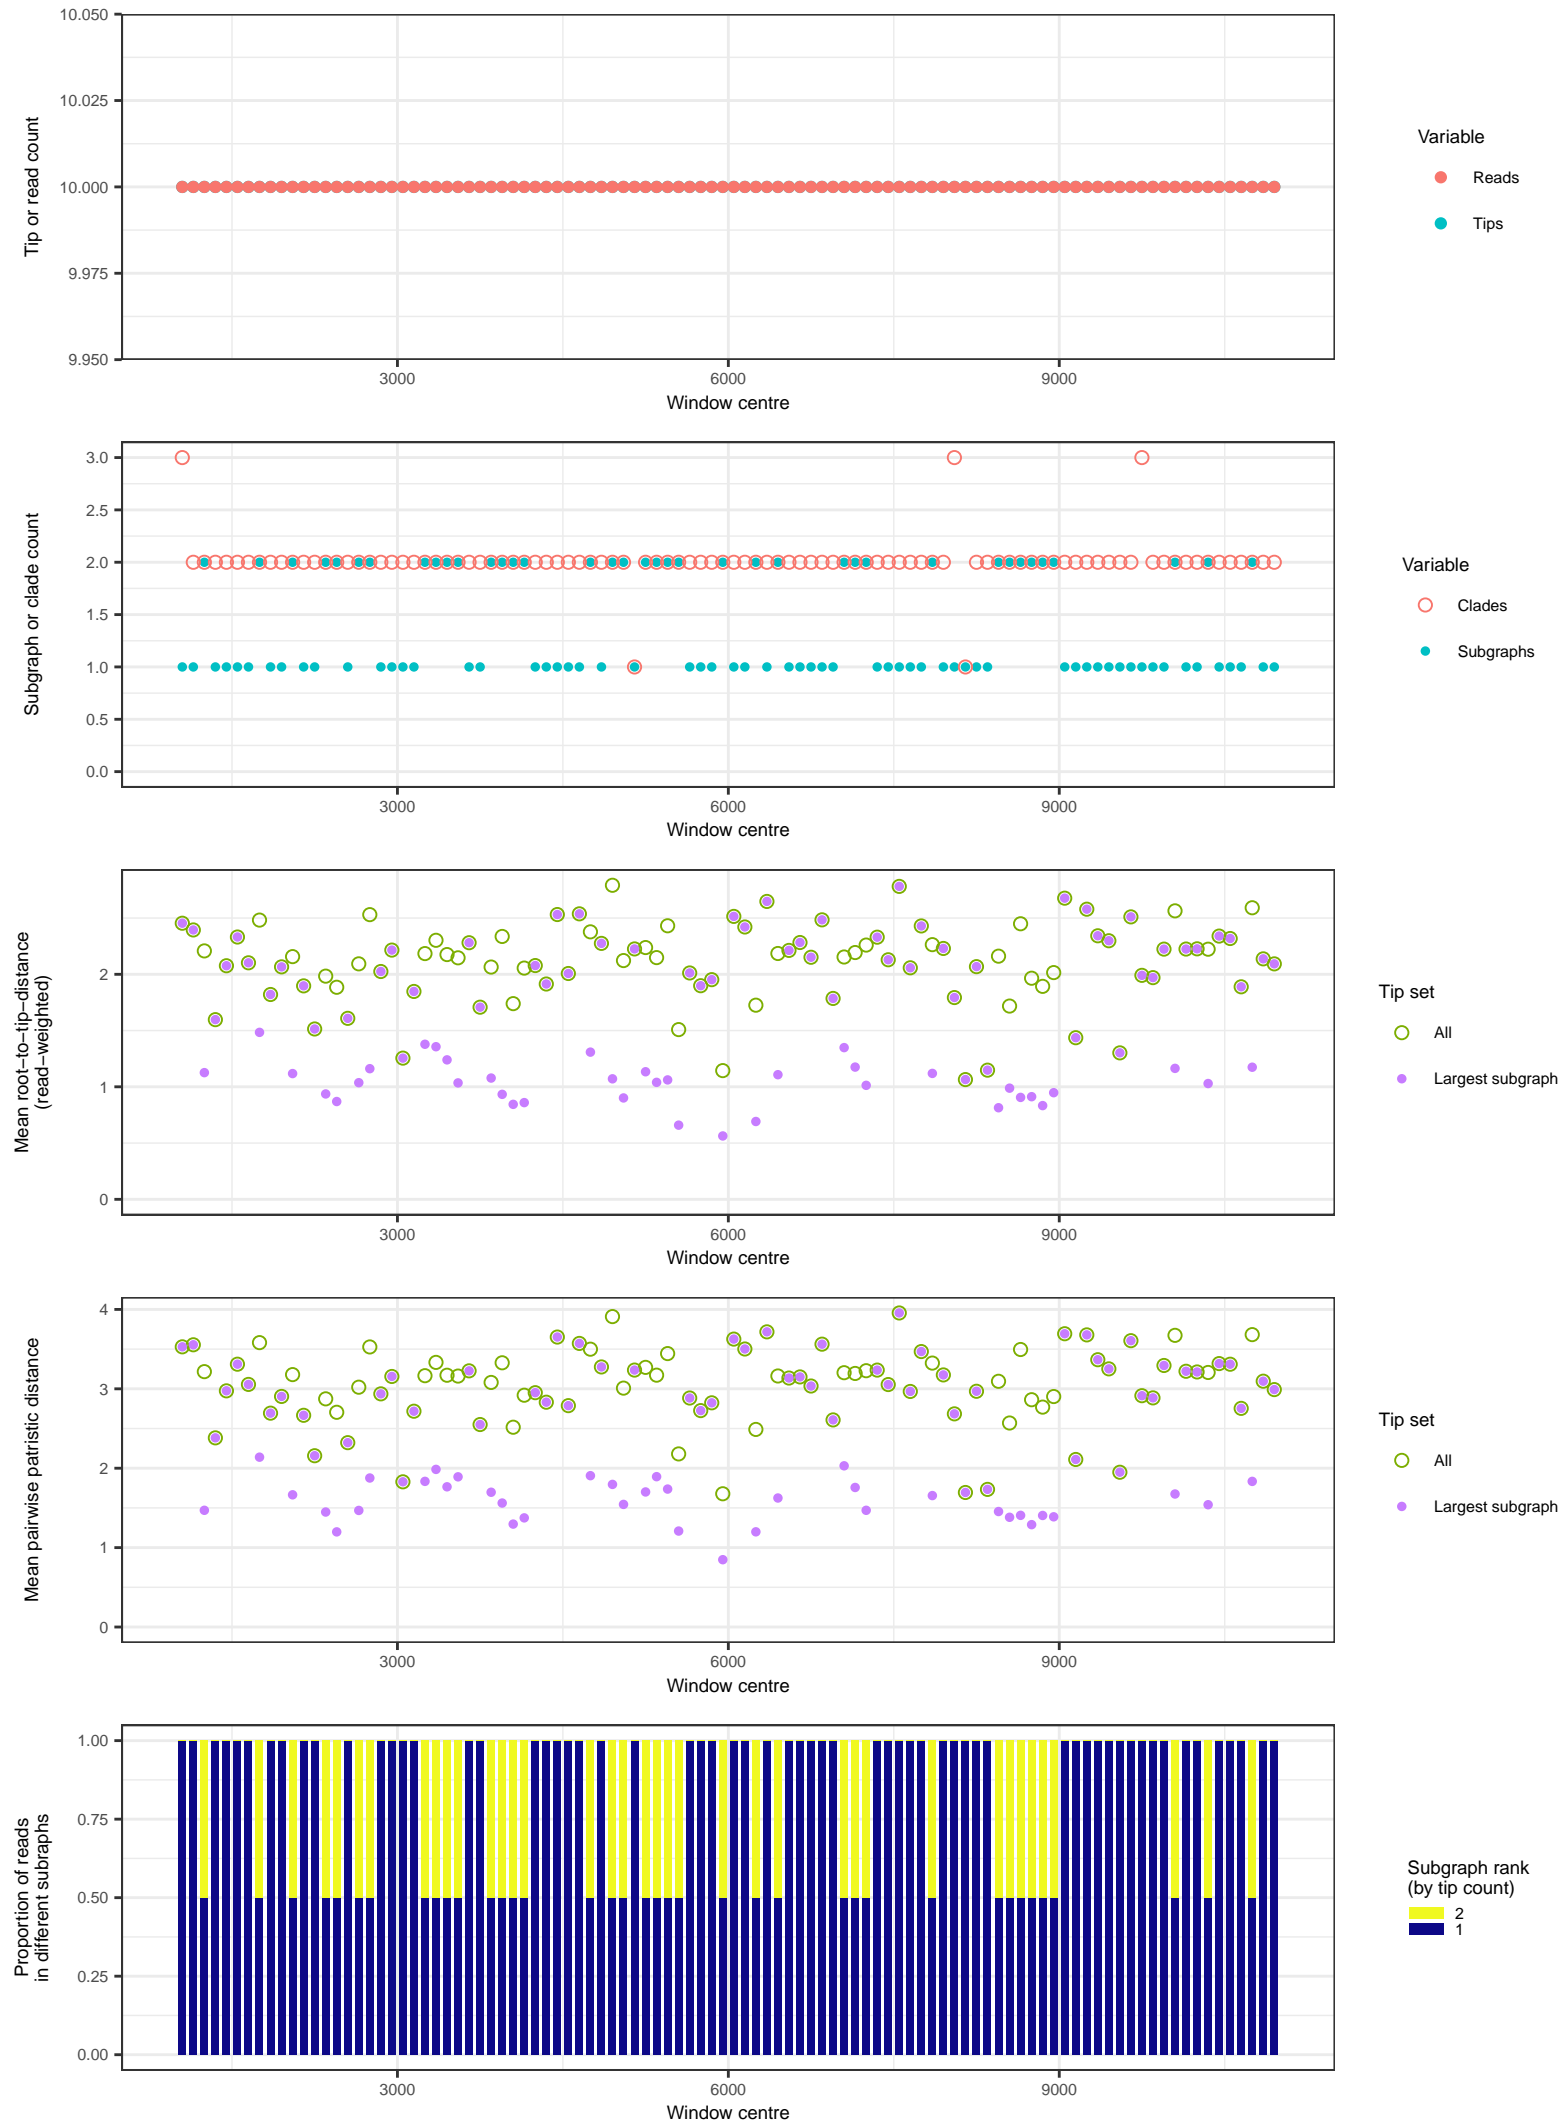 10.050
10.025
10.000
9.975
9.950
Tip or read count
3000 6000 9000
Window centre
Variable
Reads
Tips
3.0
2.5
2.0
1.5
1.0
0.5
0.0
Subgraph or clade count
3000 6000 9000
Window centre
Variable
Clades
Subgraphs
2
1
0
Mean root−to−tip−distance
(read−weighted)
3000 6000 9000
Window centre
Tip set
All
Largest subgraph
4
3
2
1
0
Mean pairwise patristic distance
3000 6000 9000
Window centre
Tip set
All
Largest subgraph
1.00
0.75
0.50
0.25
0.00
Proportion of reads
in different subraphs
3000 6000 9000
Window centre
Subgraph rank
(by tip count)
2
1